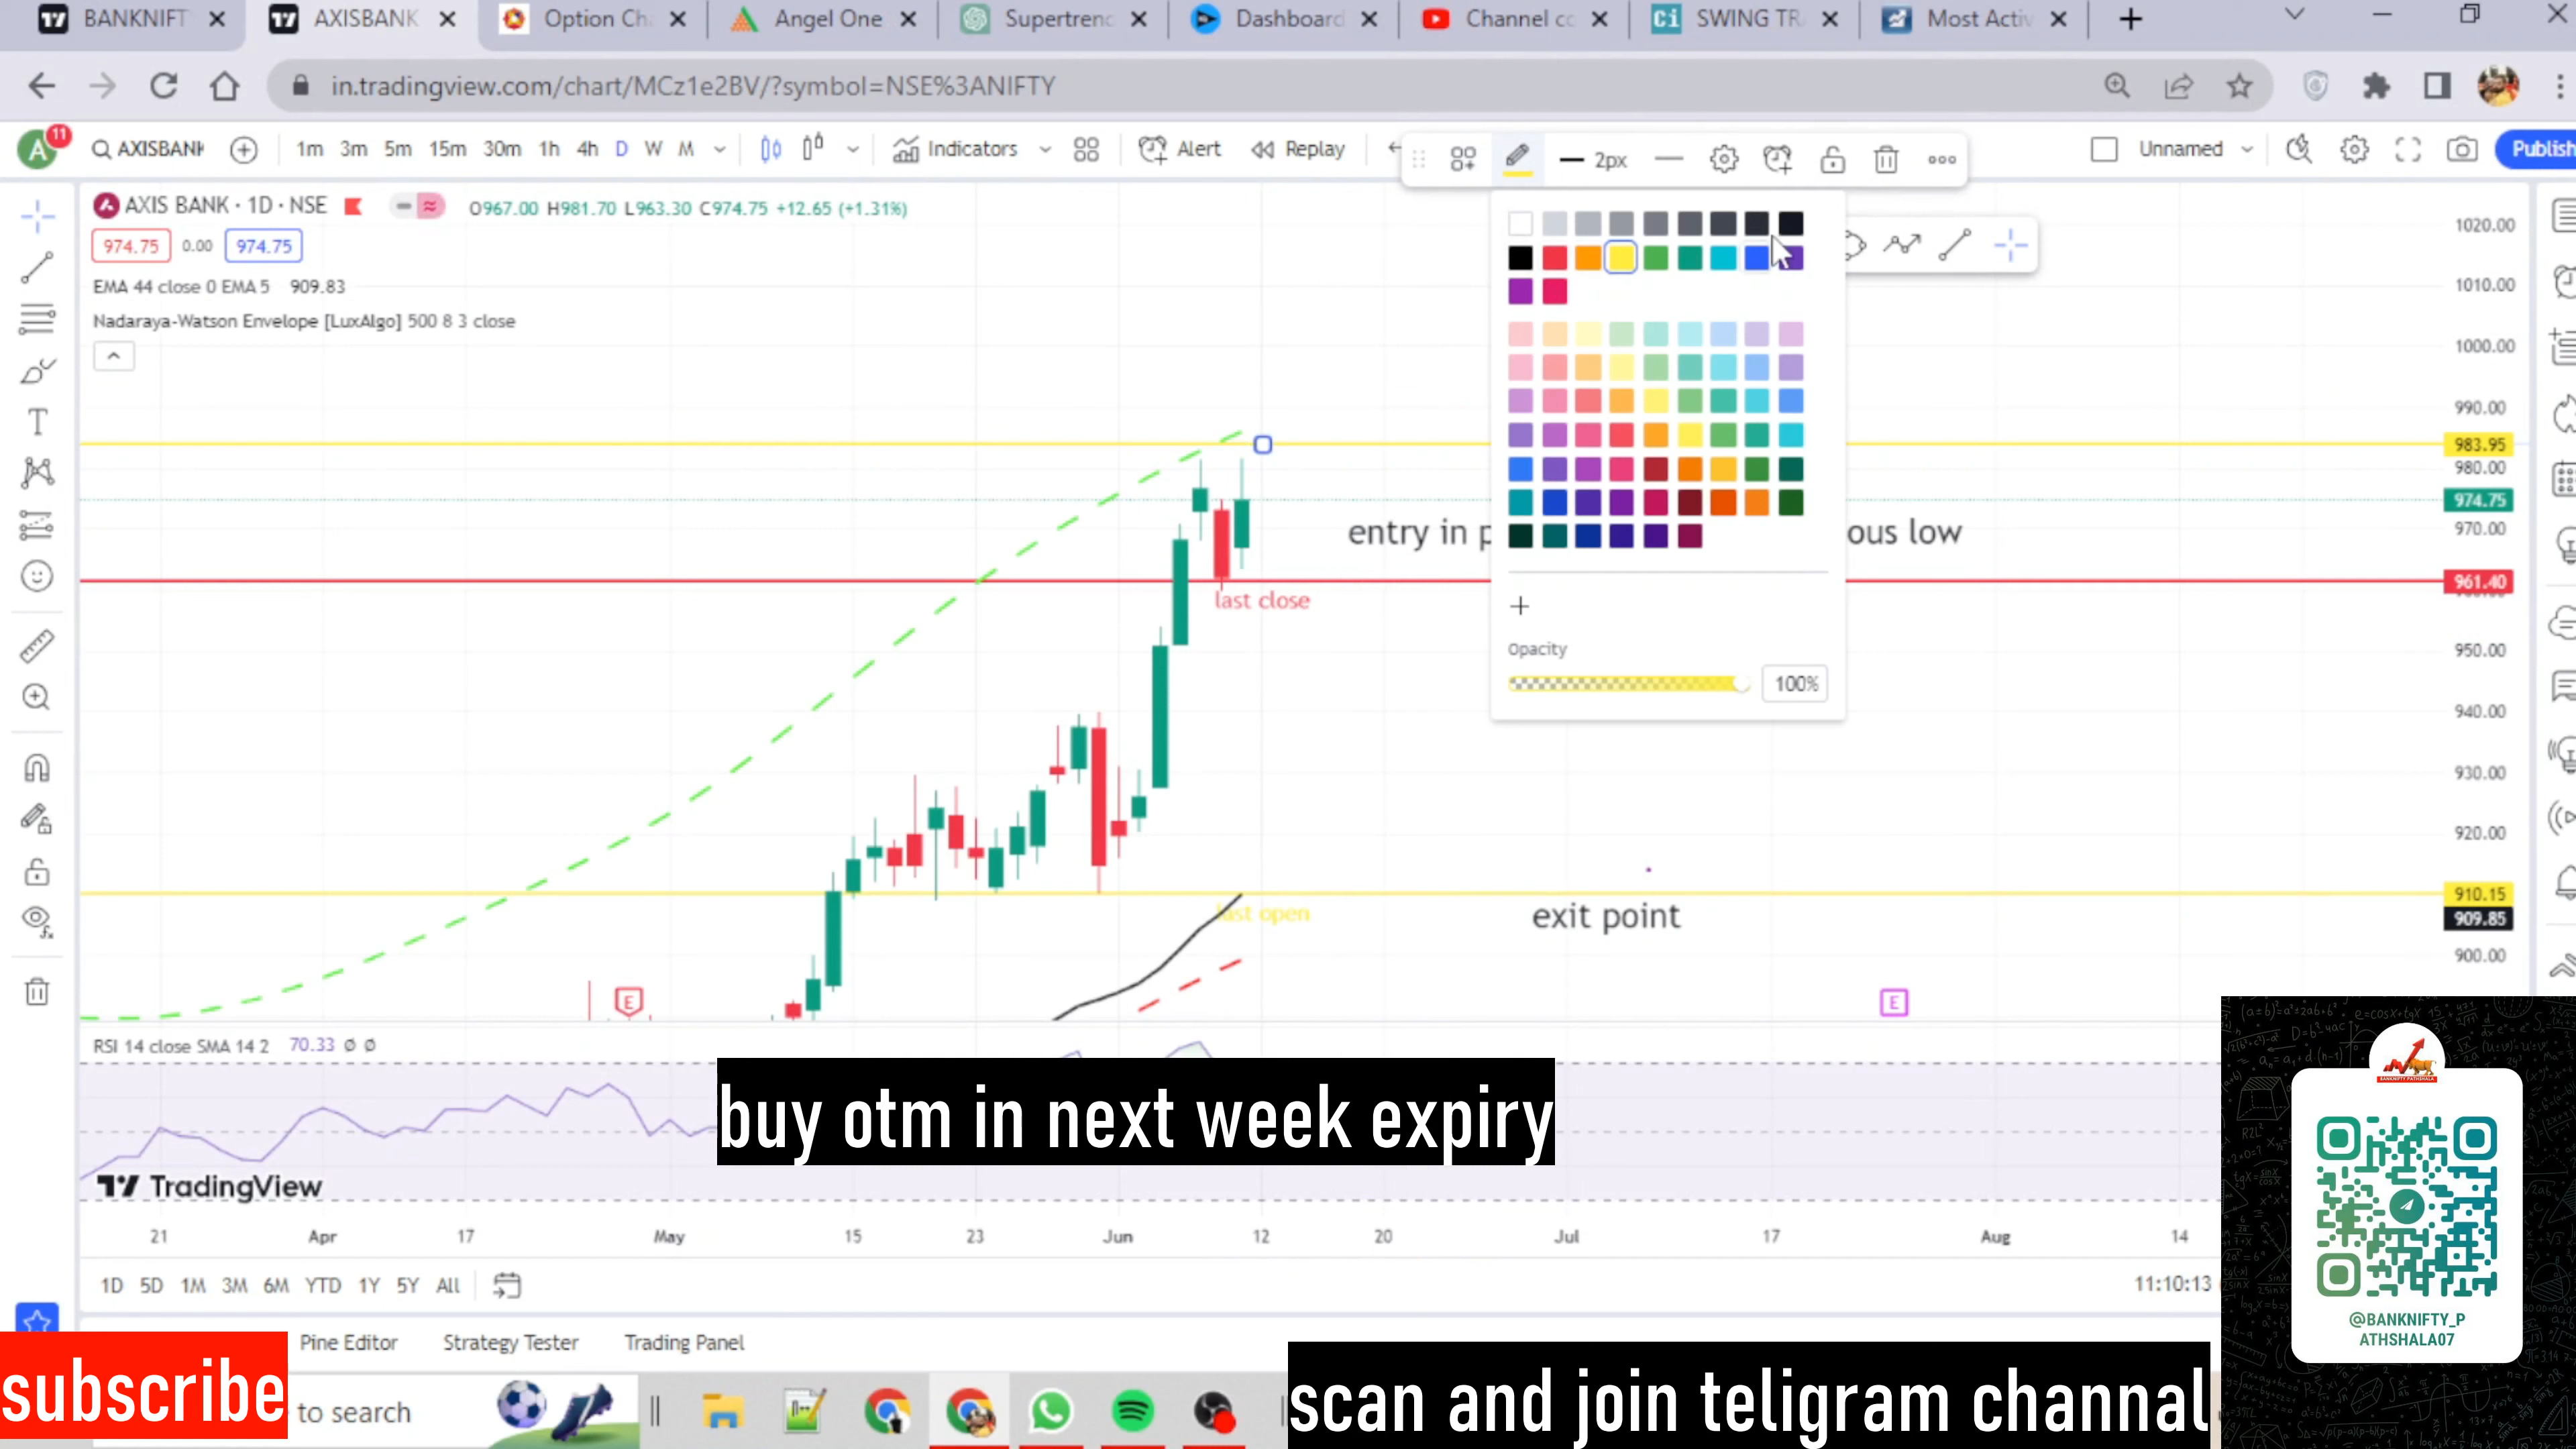 BANKNIFT
AXISBANK
Option Ch
Angel One
Supertrend
Dashboard
Channel co
SWING TR
Most Activ
in.tradingview.com/chart/MCz1e2BV/?symbol=NSE%3ANIFTY
A
11
AXISBANK
1m 3m 5m 15m 30m 1h 4h D W M
Indicators
Alert
Replay
2px
Unnamed
Publish
AXIS BANK · 1D · NSE
O967.00 H981.70 L963.30 C974.75 +12.65 (+1.31%)
974.75 0.00 974.75
EMA 44 close 0 EMA 5 909.83
Nadaraya-Watson Envelope [LuxAlgo] 500 8 3 close
1020.00
1010.00
1000.00
990.00
983.95
980.00
974.75
970.00
961.40
950.00
940.00
930.00
920.00
910.15
909.85
900.00
entry in p
ous low
last close
Opacity
100%
last open
exit point
E
E
RSI 14 close SMA 14 2 70.33 Ø Ø
buy otm in next week expiry
TradingView
21 Apr 17 May 15 23 Jun 12 20 Jul 17 Aug 14
1D 5D 1M 3M 6M YTD 1Y 5Y All
11:10:13
Pine Editor Strategy Tester Trading Panel
subscribe
to search
scan and join teligram channal
BANKNIFTY PATHSHALA
@BANKNIFTY_P
ATHSHALA07